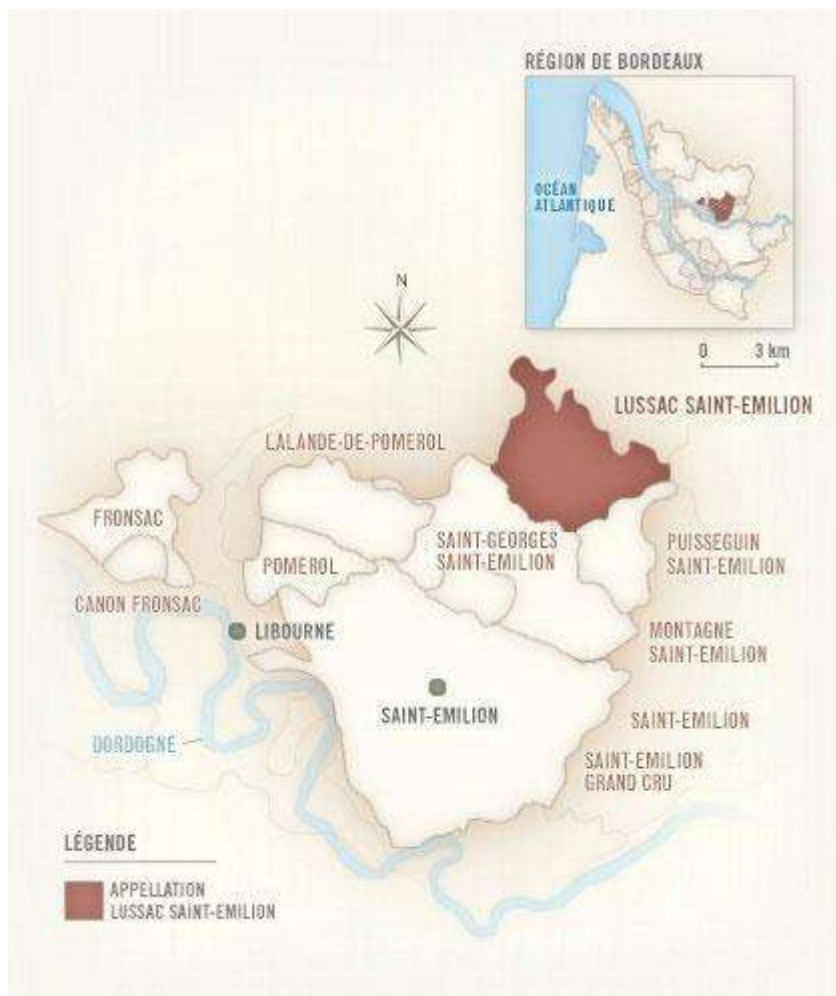 RÉGION DE BORDEAUX
OCÉAN
ATLANTIQUE
N
0 3 km
LUSSAC SAINT-EMILION
LALANDE-DE-POMEROL
FRONSAC
SAINT-GEORGES
SAINT-EMILION
PUISSEGUIN
SAINT-EMILION
POMEROL
CANON FRONSAC
LIBOURNE
MONTAGNE
SAINT-EMILION
SAINT-EMILION
SAINT-EMILION
DORDOGNE
SAINT-EMILION
GRAND CRU
LÉGENDE
APPELLATION
LUSSAC SAINT-EMILION